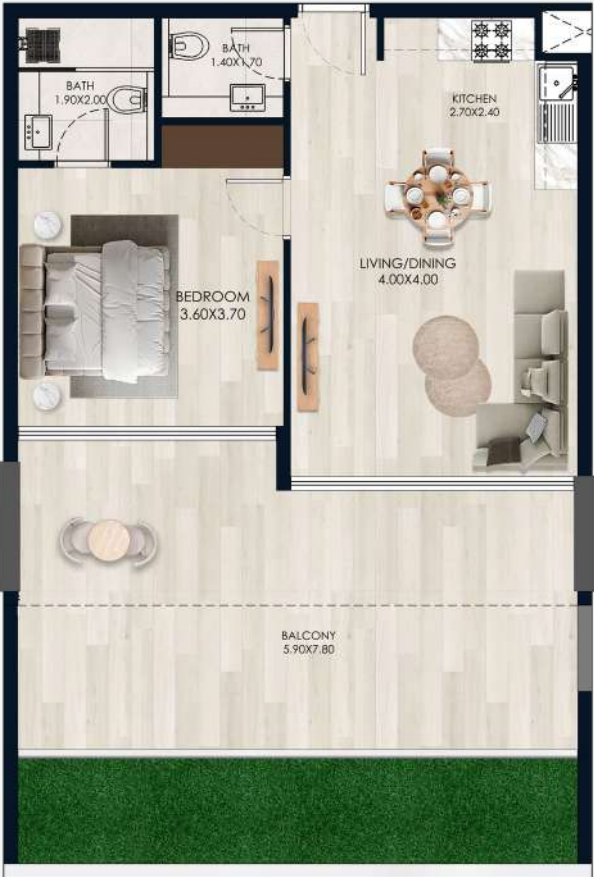 BATH
1.40X1.70
BATH
1.90X2.00
KITCHEN
2.70X2.40
LIVING/DINING
4.00X4.00
BEDROOM
3.60X3.70
BALCONY
5.90X7.80